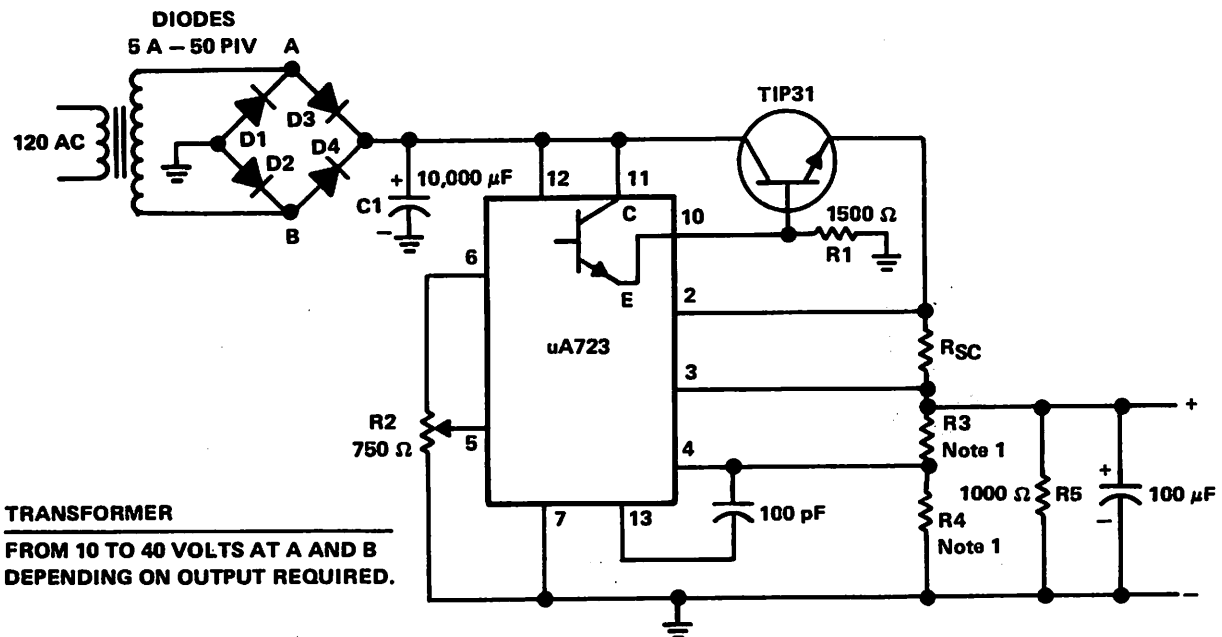 DIODES
5 A – 50 PIV
A
TIP31
120 AC
D1
D3
D2
D4
B
+
10,000 μF
C1
–
12
11
C
10
1500 Ω
R1
6
E
2
uA723
RSC
3
+
R2
750 Ω
5
R3
Note 1
4
+
1000 Ω
R5
100 μF
–
100 pF
R4
Note 1
7
13
–
TRANSFORMER
FROM 10 TO 40 VOLTS AT A AND B
DEPENDING ON OUTPUT REQUIRED.